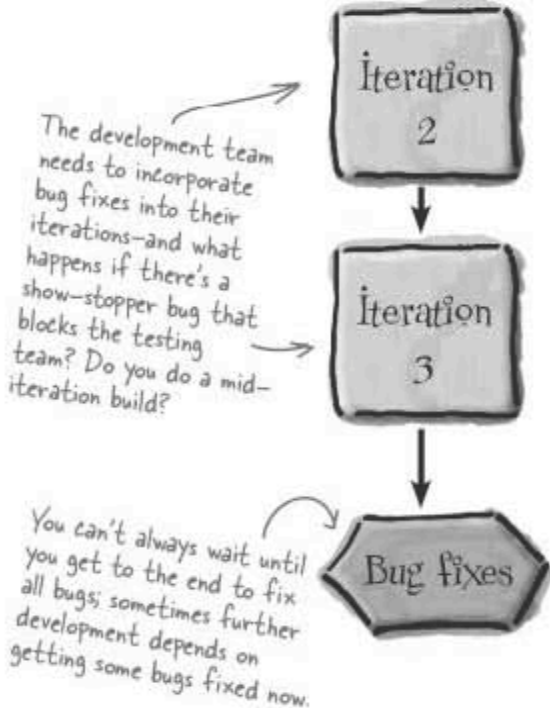 Iteration
2
The development team
needs to incorporate
bug fixes into their
iterations–and what
happens if there's a
show–stopper bug that
blocks the testing
team? Do you do a mid–
iteration build?
Iteration
3
You can't always wait until
you get to the end to fix
all bugs; sometimes further
development depends on
getting some bugs fixed now.
Bug fixes